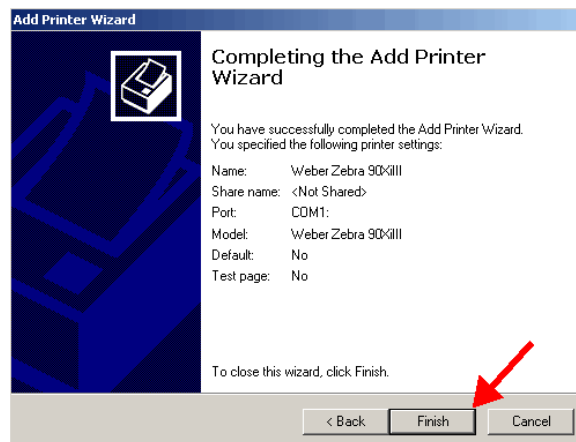 Add Printer Wizard
Completing the Add Printer
Wizard
You have successfully completed the Add Printer Wizard.
You specified the following printer settings:
Name: Weber Zebra 90XiIII
Share name: <Not Shared>
Port: COM1:
Model: Weber Zebra 90XiIII
Default: No
Test page: No
To close this wizard, click Finish.
< Back Finish Cancel